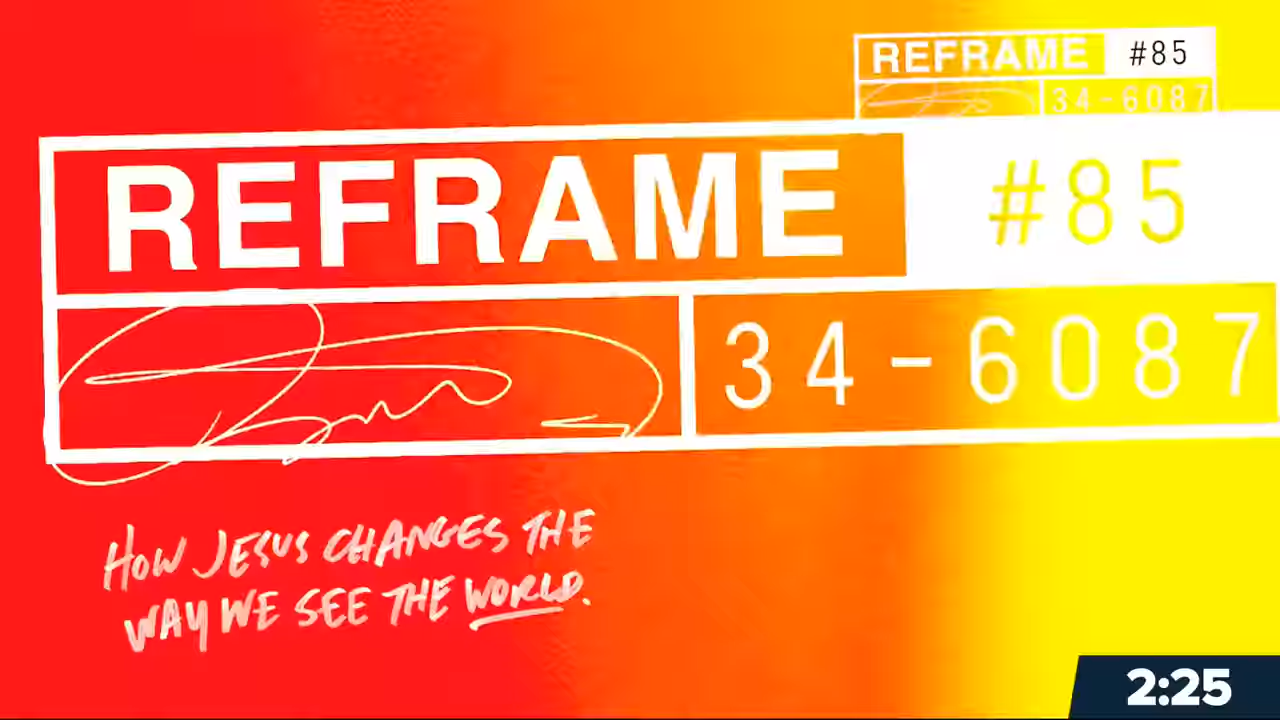 REFRAME #85
34-6087
REFRAME #85
34-6087
HOW JESUS CHANGES THE
WAY WE SEE THE WORLD.
2:25